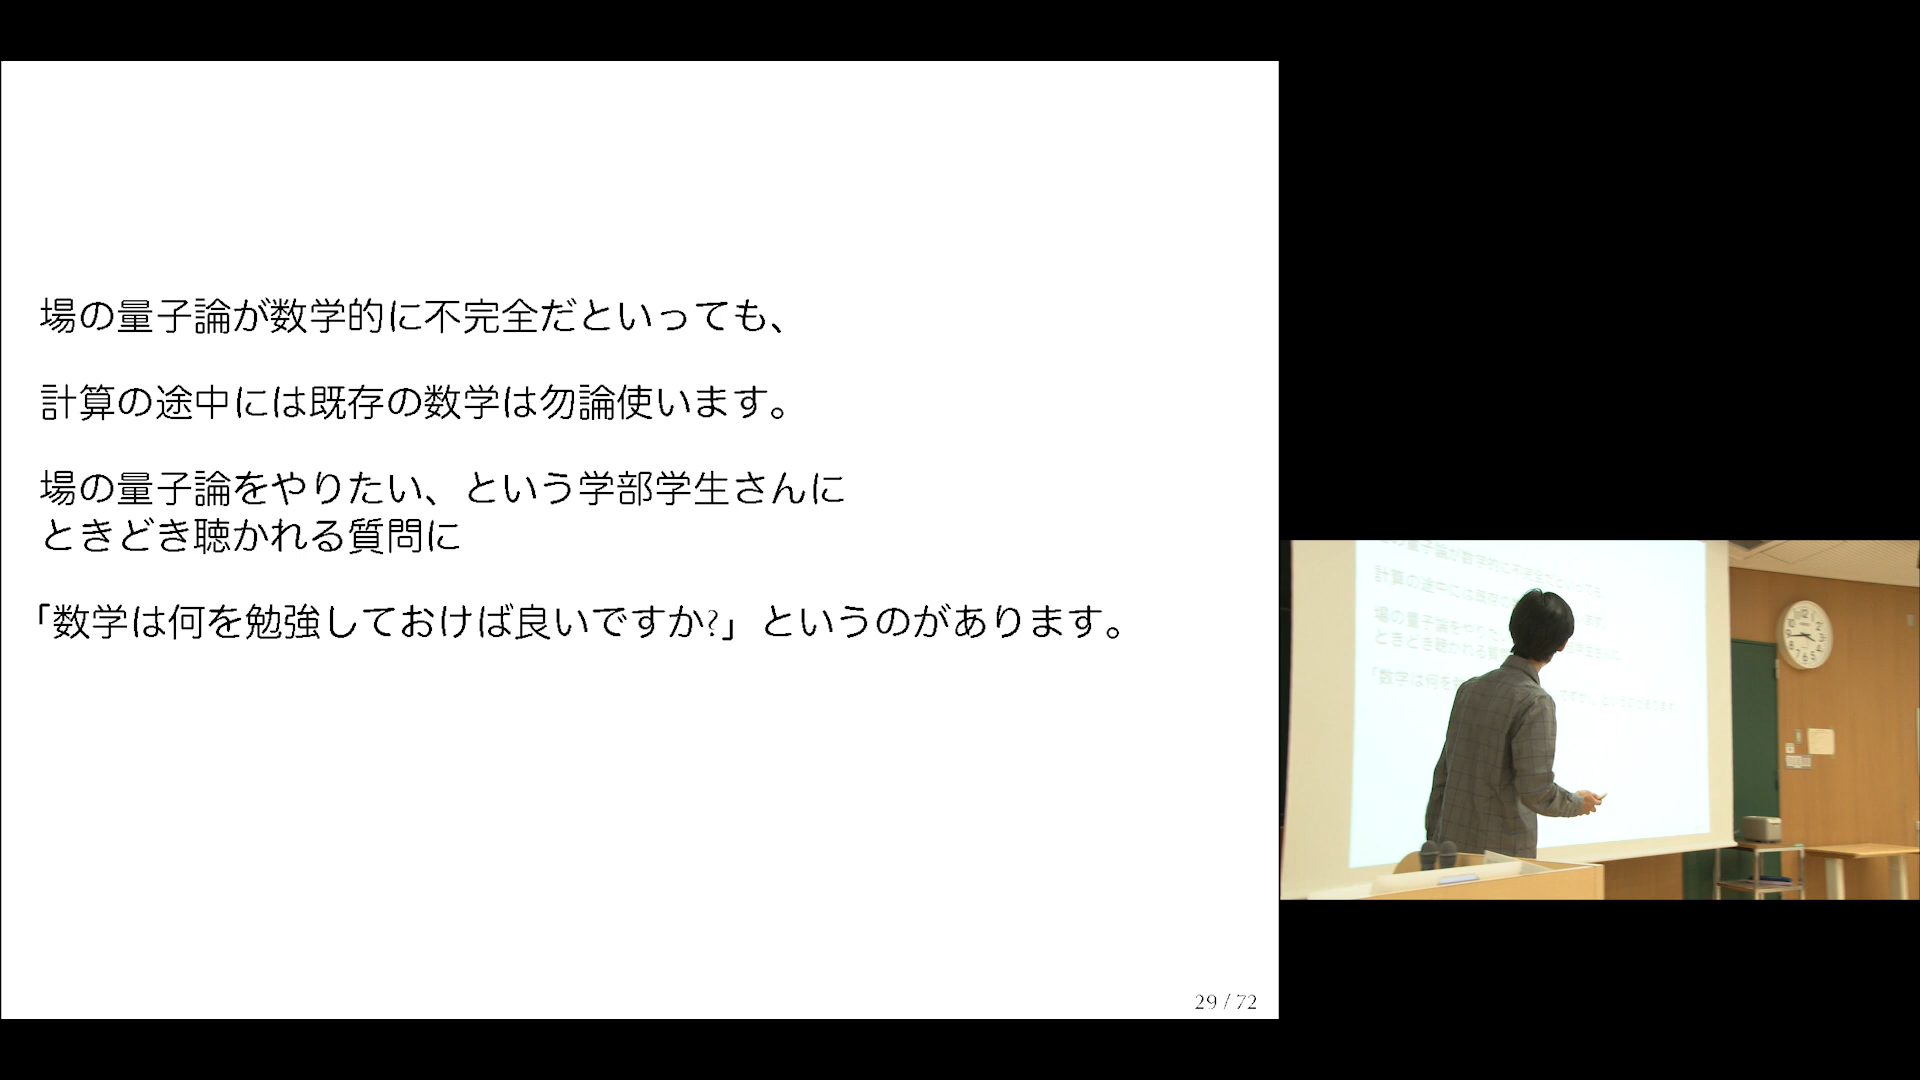 場の量子論が数学的に不完全だといっても、
計算の途中には既存の数学は勿論使います。
場の量子論をやりたい、という学部学生さんに
ときどき聴かれる質問に
「数学は何を勉強しておけば良いですか?」というのがあります。
29 / 72